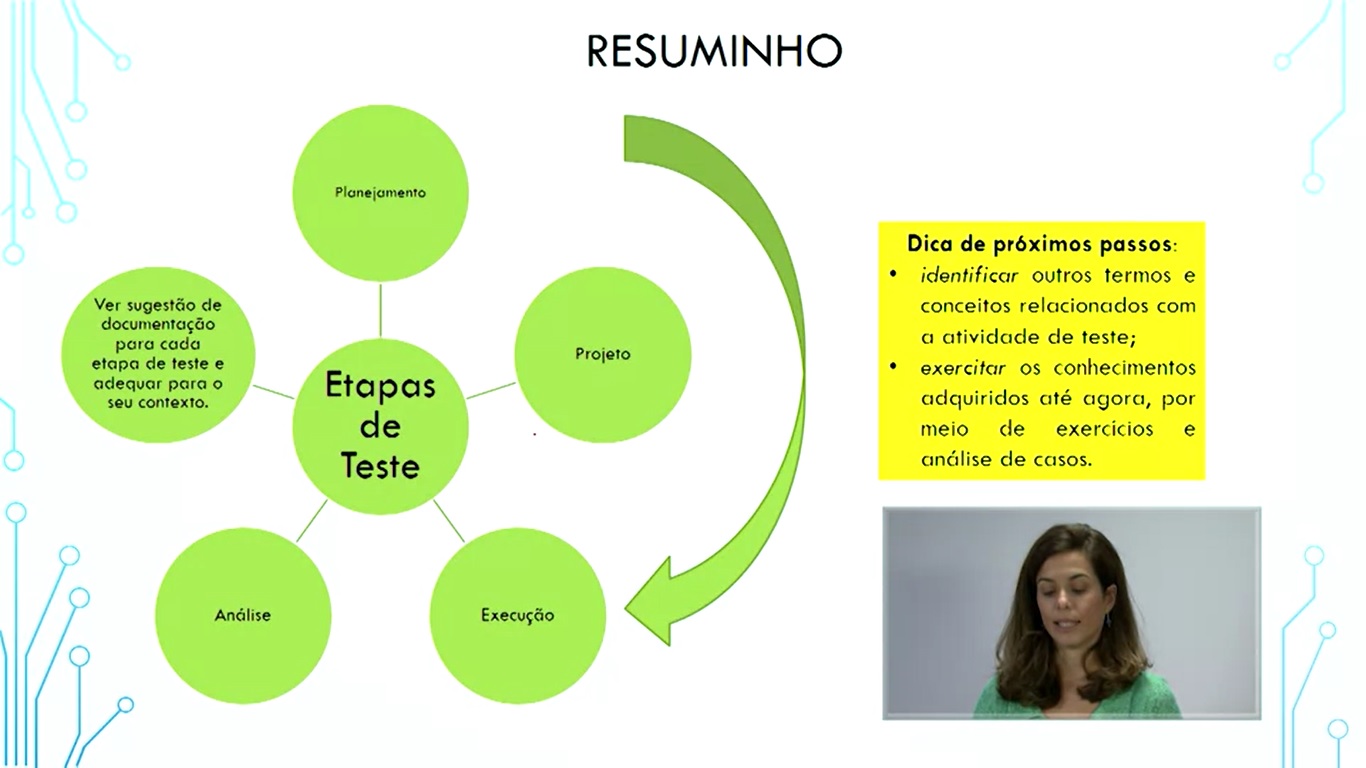 RESUMINHO
Planejamento
Projeto
Execução
Análise
Ver sugestão de
documentação
para cada
etapa de teste e
adequar para o
seu contexto.
Etapas
de
Teste
Dica de próximos passos:
• identificar outros termos e
conceitos relacionados com
a atividade de teste;
• exercitar os conhecimentos
adquiridos até agora, por
meio de exercícios e
análise de casos.